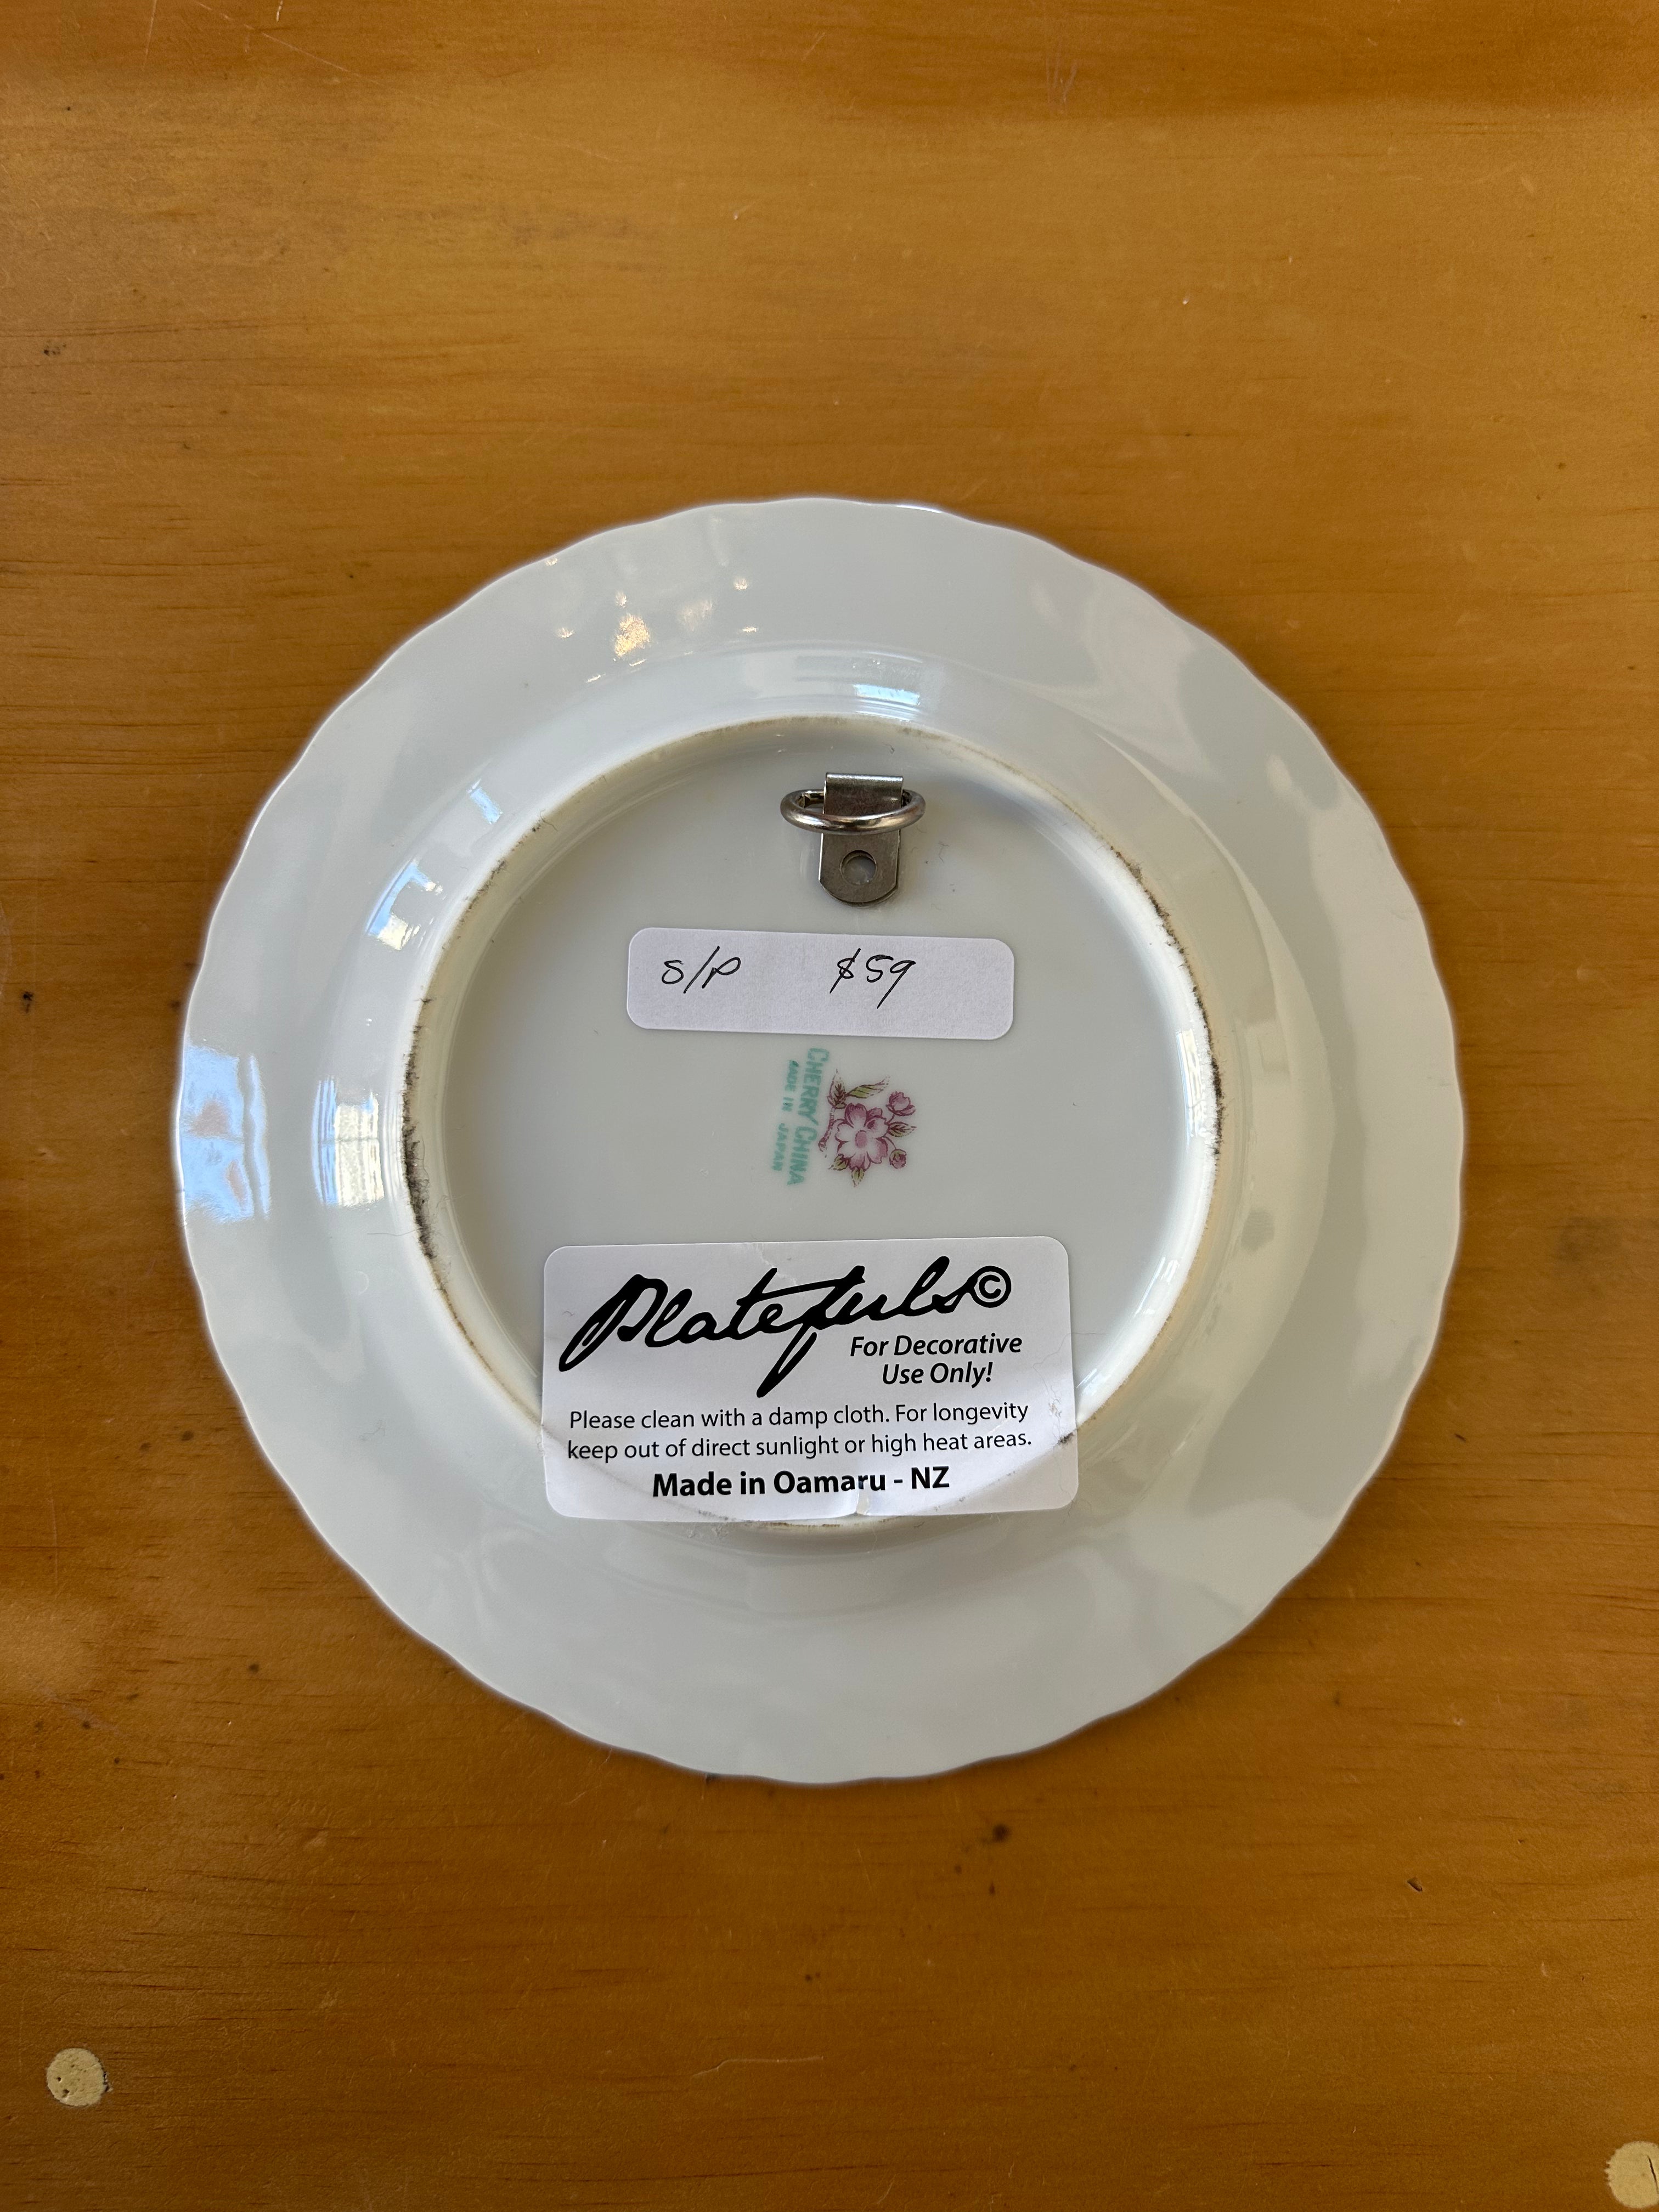 S/P $59
CHERRY CHINA
MADE IN JAPAN
Platefuls©
For Decorative
Use Only!
Please clean with a damp cloth. For longevity
keep out of direct sunlight or high heat areas.
Made in Oamaru - NZ